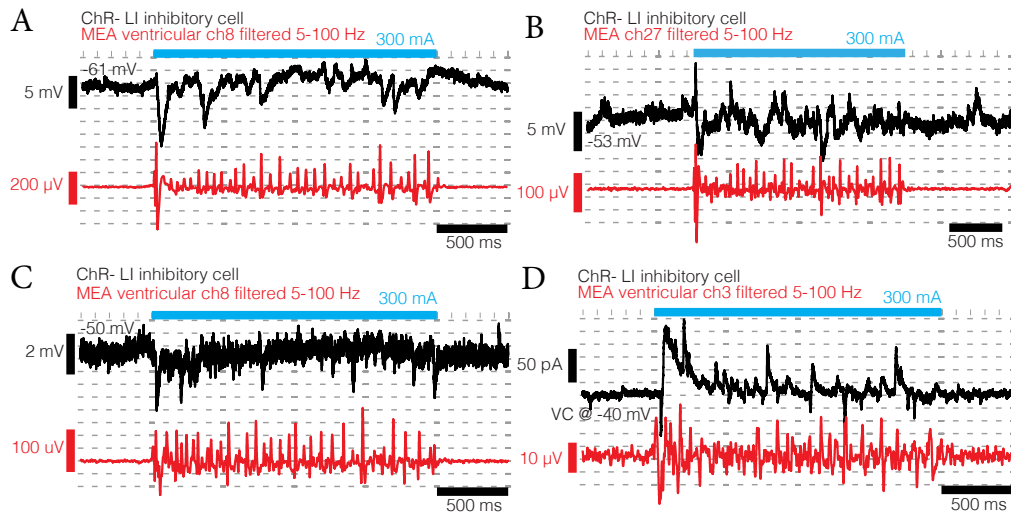 A
ChR- LI inhibitory cell
MEA ventricular ch8 filtered 5-100 Hz
300 mA
-61 mV
5 mV
200 µV
500 ms
B
ChR- LI inhibitory cell
MEA ch27 filtered 5-100 Hz
300 mA
5 mV
-53 mV
100 µV
500 ms
C
ChR- LI inhibitory cell
MEA ventricular ch8 filtered 5-100 Hz
300 mA
-50 mV
2 mV
100 uV
500 ms
D
ChR- LI inhibitory cell
MEA ventricular ch3 filtered 5-100 Hz
300 mA
50 pA
VC @ -40 mV
10 µV
500 ms